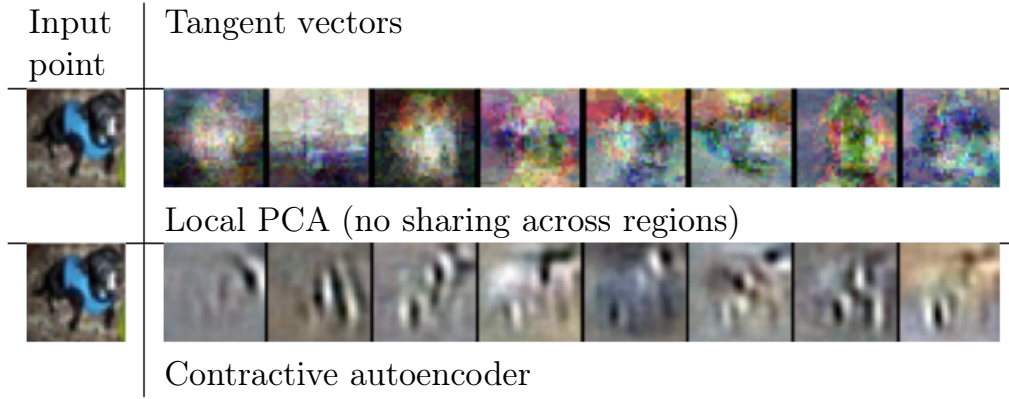 Input point
Tangent vectors
Local PCA (no sharing across regions)
Contractive autoencoder